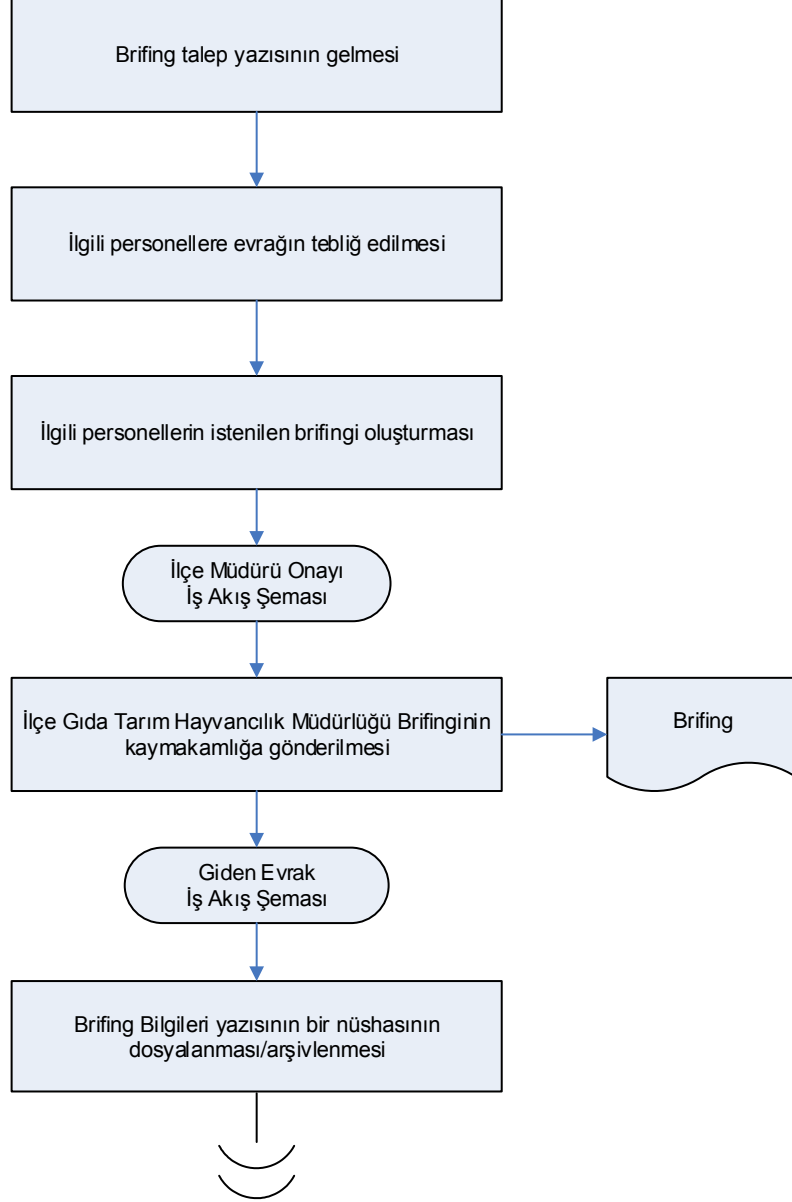 Brifing talep yazısının gelmesi
İlgili personellere evrağın tebliğ edilmesi
İlgili personellerin istenilen brifingi oluşturması
İlçe Müdürü Onayı
İş Akış Şeması
İlçe Gıda Tarım Hayvancılık Müdürlüğü Brifinginin
kaymakamlığa gönderilmesi
Brifing
Giden Evrak
İş Akış Şeması
Brifing Bilgileri yazısının bir nüshasının
dosyalanması/arşivlenmesi